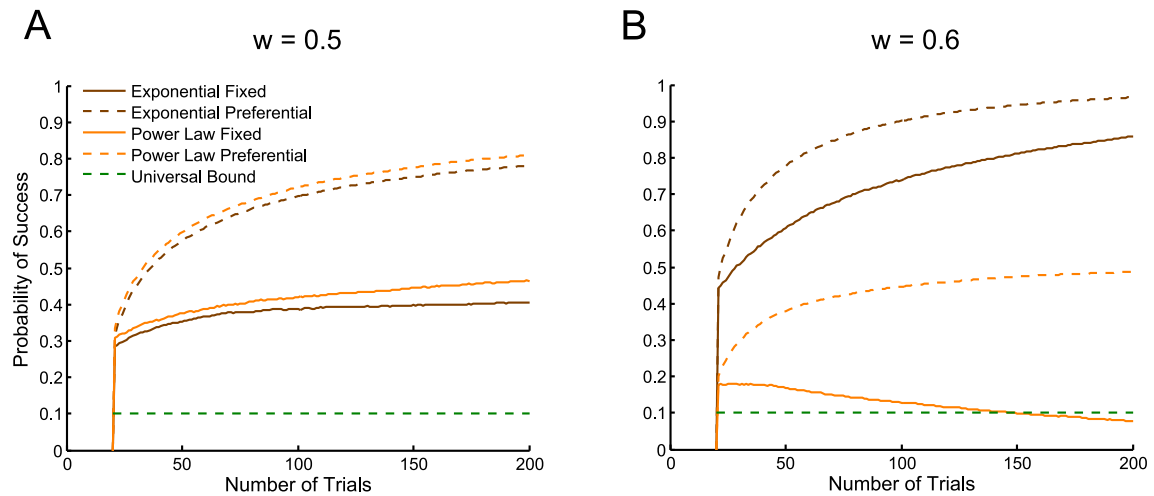 A
w = 0.5
1
0.9
0.8
0.7
0.6
0.5
0.4
0.3
0.2
0.1
0
Probability of Success
Exponential Fixed
Exponential Preferential
Power Law Fixed
Power Law Preferential
Universal Bound
0
50
100
150
200
Number of Trials
B
w = 0.6
1
0.9
0.8
0.7
0.6
0.5
0.4
0.3
0.2
0.1
0
0
50
100
150
200
Number of Trials